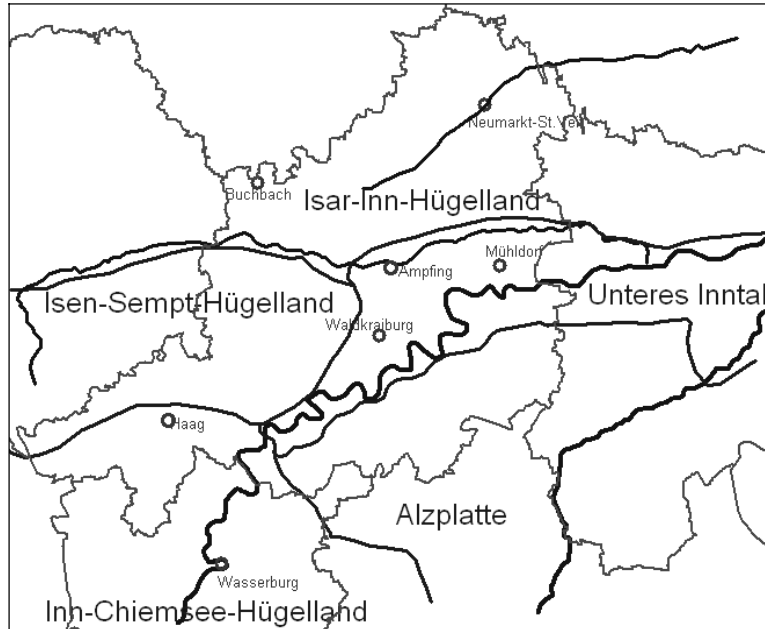 Neumarkt-St.Veit
Buchbach
Isar-Inn-Hügelland
Mühldorf
Ampfing
Isen-Sempt-Hügelland
Unteres Inntal
Waldkraiburg
Haag
Alzplatte
Wasserburg
Inn-Chiemsee-Hügelland